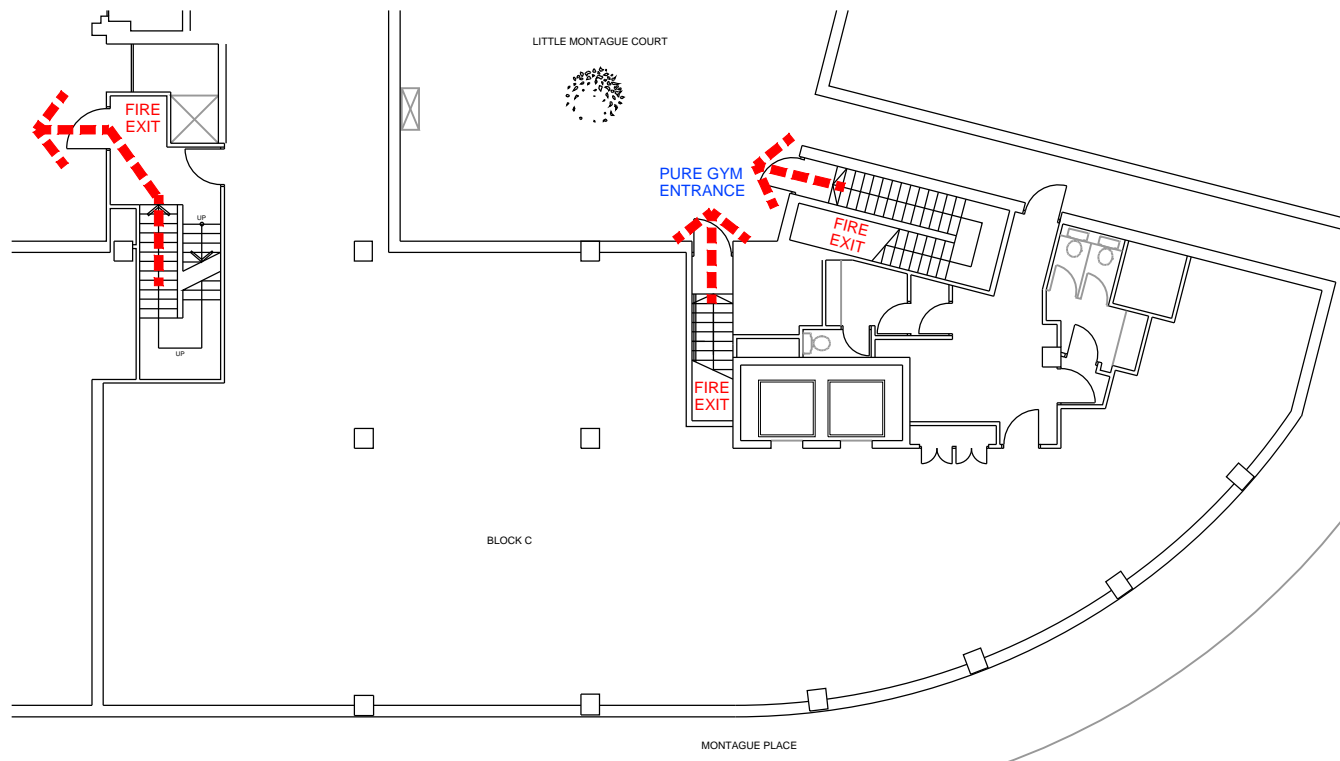 LITTLE MONTAGUE COURT
FIRE
EXIT
PURE GYM
ENTRANCE
UP
FIRE
EXIT
UP
FIRE
EXIT
BLOCK C
MONTAGUE PLACE